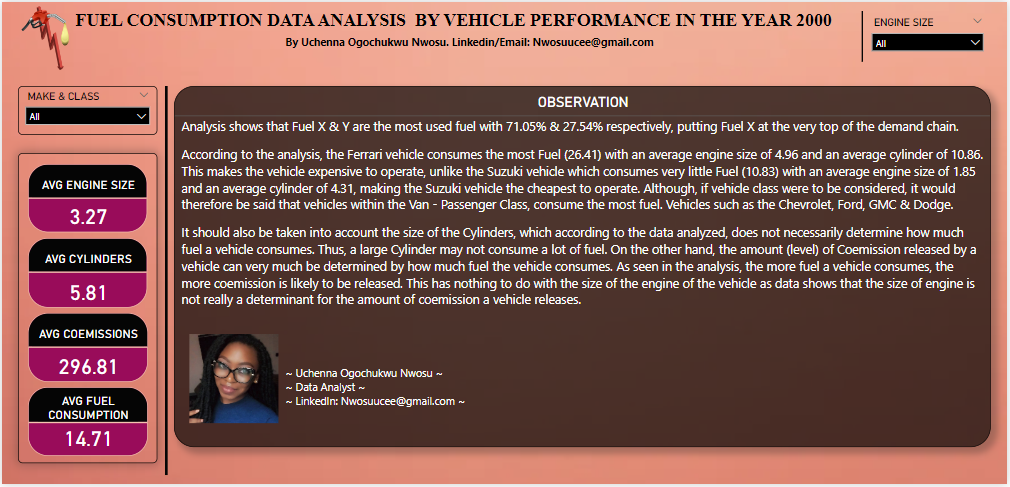 FUEL CONSUMPTION DATA ANALYSIS BY VEHICLE PERFORMANCE IN THE YEAR 2000
By Uchenna Ogochukwu Nwosu. Linkedin/Email: Nwosuucee@gmail.com
ENGINE SIZE
All
MAKE & CLASS
All
AVG ENGINE SIZE
3.27
AVG CYLINDERS
5.81
AVG COEMISSIONS
296.81
AVG FUEL
CONSUMPTION
14.71
OBSERVATION
Analysis shows that Fuel X & Y are the most used fuel with 71.05% & 27.54% respectively, putting Fuel X at the very top of the demand chain.
According to the analysis, the Ferrari vehicle consumes the most Fuel (26.41) with an average engine size of 4.96 and an average cylinder of 10.86.
This makes the vehicle expensive to operate, unlike the Suzuki vehicle which consumes very little Fuel (10.83) with an average engine size of 1.85
and an average cylinder of 4.31, making the Suzuki vehicle the cheapest to operate. Although, if vehicle class were to be considered, it would
therefore be said that vehicles within the Van - Passenger Class, consume the most fuel. Vehicles such as the Chevrolet, Ford, GMC & Dodge.
It should also be taken into account the size of the Cylinders, which according to the data analyzed, does not necessarily determine how much
fuel a vehicle consumes. Thus, a large Cylinder may not consume a lot of fuel. On the other hand, the amount (level) of Coemission released by a
vehicle can very much be determined by how much fuel the vehicle consumes. As seen in the analysis, the more fuel a vehicle consumes, the
more coemission is likely to be released. This has nothing to do with the size of the engine of the vehicle as data shows that the size of engine is
not really a determinant for the amount of coemission a vehicle releases.
~ Uchenna Ogochukwu Nwosu ~
~ Data Analyst ~
~ LinkedIn: Nwosuucee@gmail.com ~